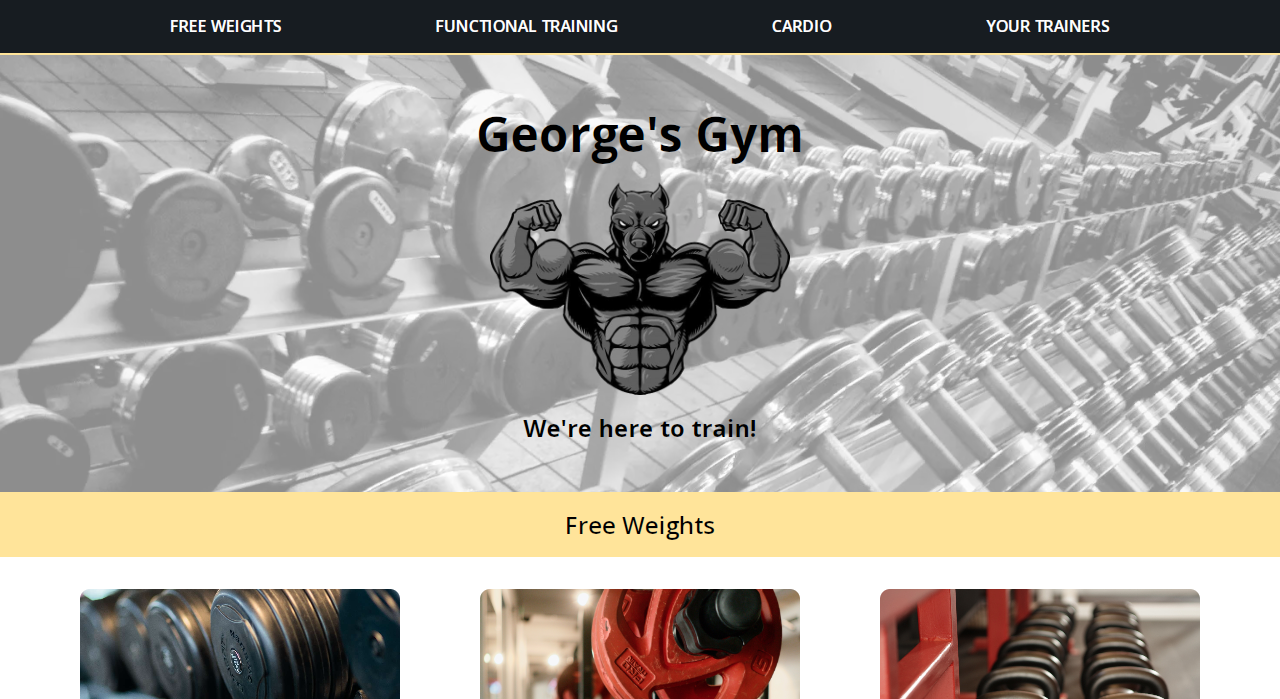 FREE WEIGHTS FUNCTIONAL TRAINING CARDIO YOUR TRAINERS
George's Gym
We're here to train!
Free Weights